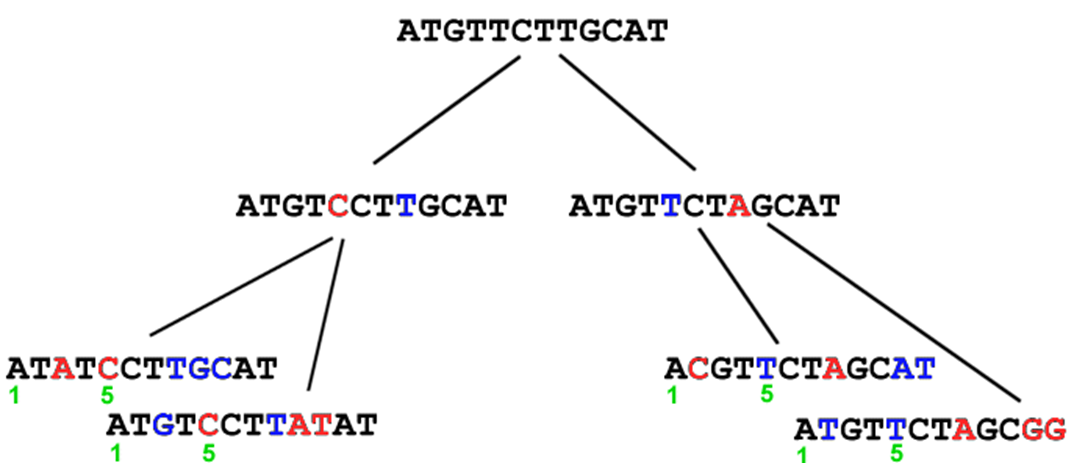 ATGTTCTTGCAT
ATGTCCTTGCAT
ATGTTCTAGCAT
ATATCCTTGCAT
1 5
ATGTCCTTATAT
1 5
ACGTTCTAGCAT
1 5
ATGTTCTAGCGG
1 5